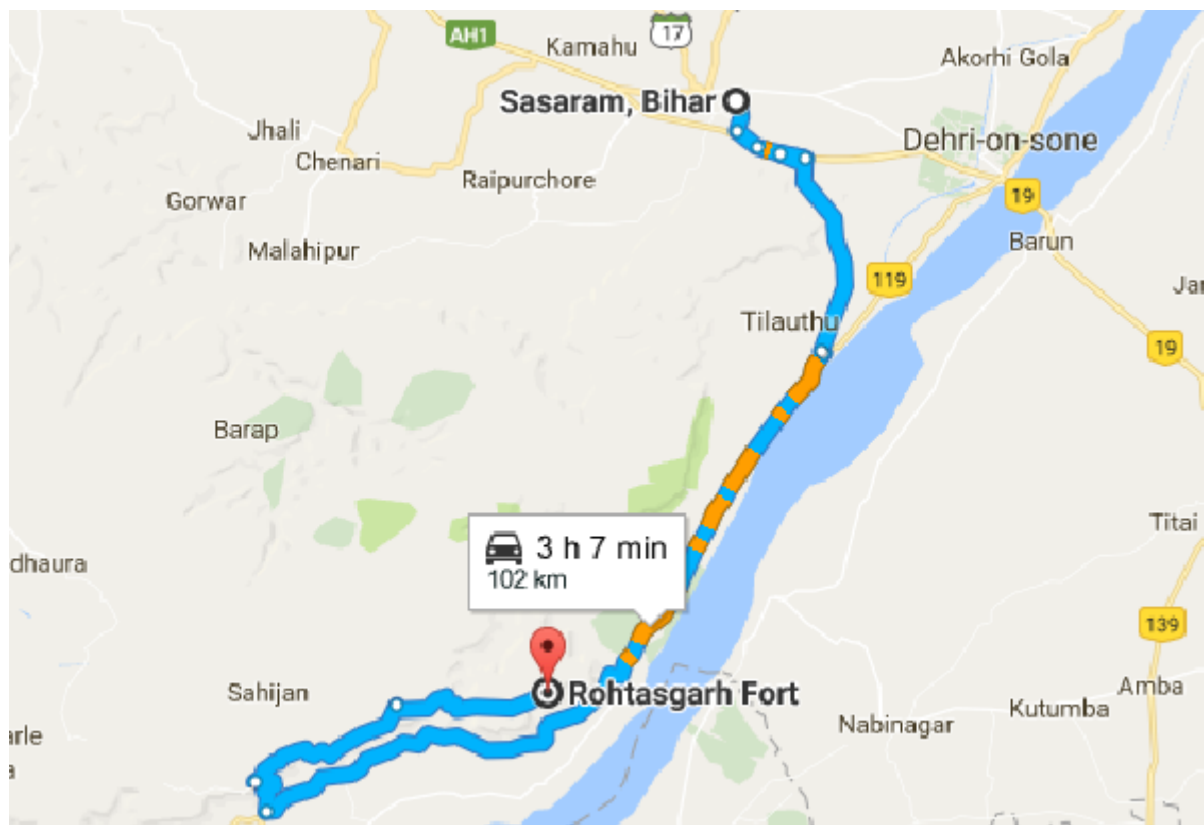 AH1
17
Kamahu
Akorhi Gola
Sasaram, Bihar
Jhali
Chenari
Dehri-on-sone
Raipurchore
Gorwar
19
Malahipur
Barun
119
Jar
Tilauthu
19
Barap
Titai
dhaura
3 h 7 min
102 km
139
Sahijan
Rohtasgarh Fort
Amba
Kutumba
Nabinagar
arle
a